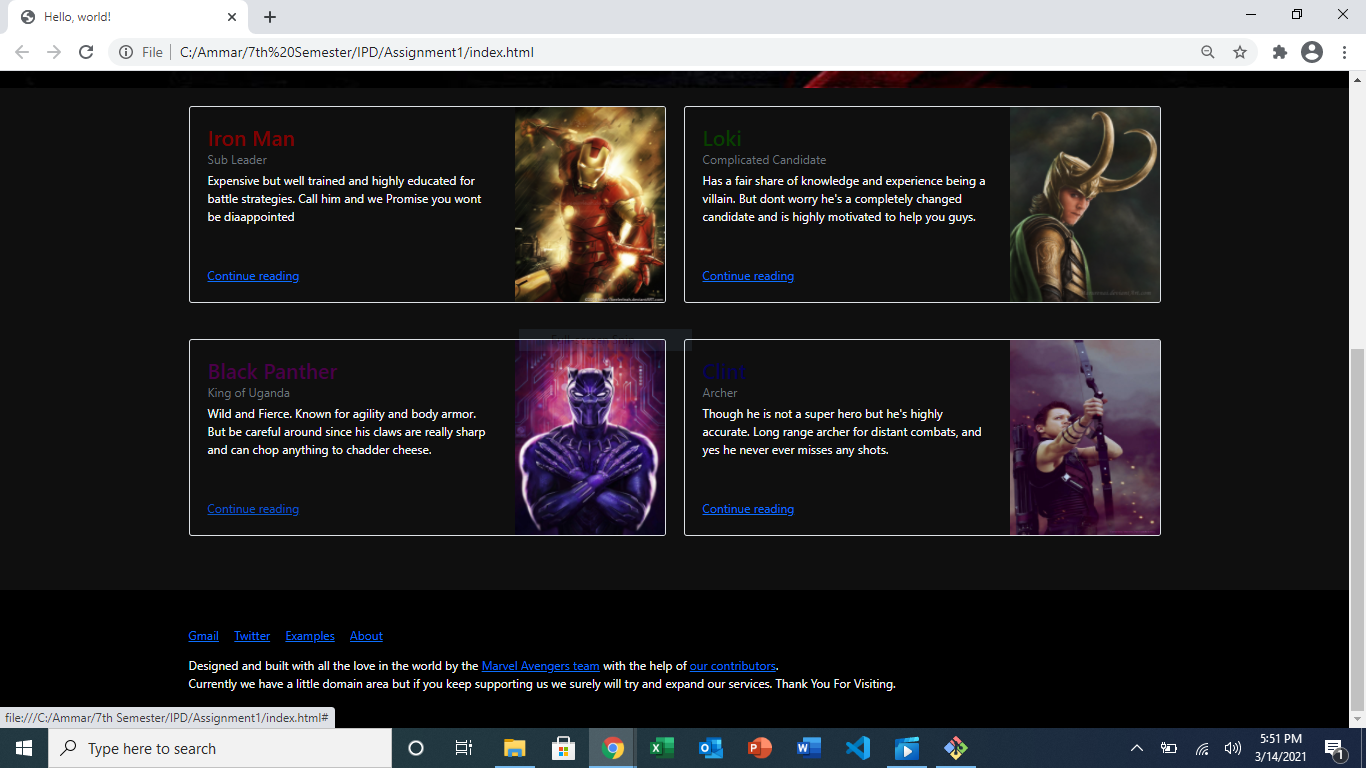 Hello, world!
File
C:/Ammar/7th%20Semester/IPD/Assignment1/index.html
Iron Man
Sub Leader
Expensive but well trained and highly educated for
battle strategies. Call him and we Promise you wont
be diaappointed
Continue reading
Loki
Complicated Candidate
Has a fair share of knowledge and experience being a
villain. But dont worry he's a completely changed
candidate and is highly motivated to help you guys.
Continue reading
Black Panther
King of Uganda
Wild and Fierce. Known for agility and body armor.
But be careful around since his claws are really sharp
and can chop anything to chadder cheese.
Continue reading
Clint
Archer
Though he is not a super hero but he's highly
accurate. Long range archer for distant combats, and
yes he never ever misses any shots.
Continue reading
Gmail Twitter Examples About
Designed and built with all the love in the world by the Marvel Avengers team with the help of our contributors.
Currently we have a little domain area but if you keep supporting us we surely will try and expand our services. Thank You For Visiting.
file:///C:/Ammar/7th Semester/IPD/Assignment1/index.html#
Type here to search
5:51 PM
3/14/2021
1